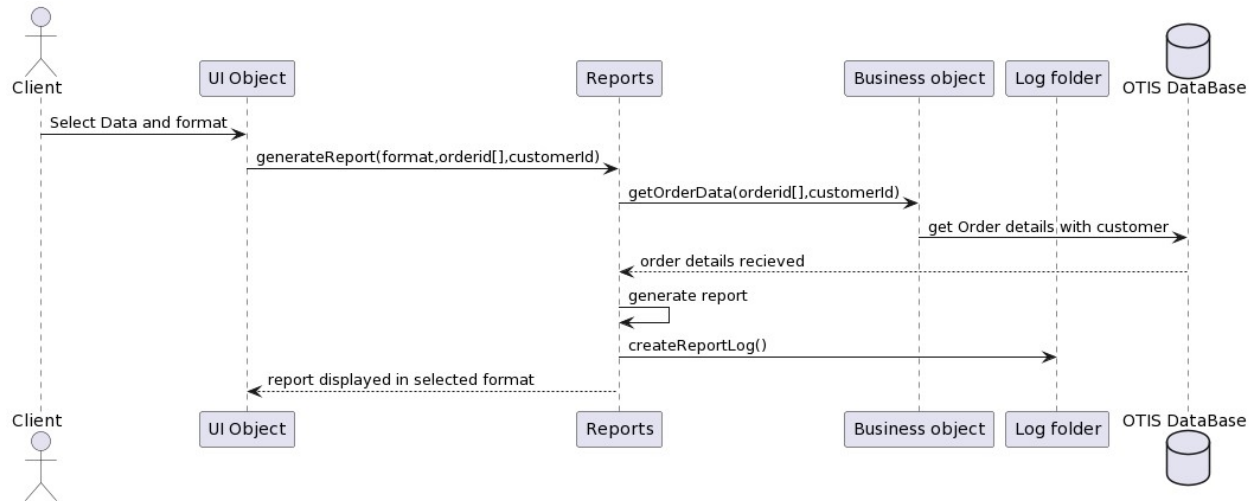 Client
UI Object
Reports
Business object
Log folder
OTIS DataBase
Select Data and format
generateReport(format,orderid[],customerId)
getOrderData(orderid[],customerId)
get Order details with customer
order details recieved
generate report
createReportLog()
report displayed in selected format
Client
UI Object
Reports
Business object
Log folder
OTIS DataBase